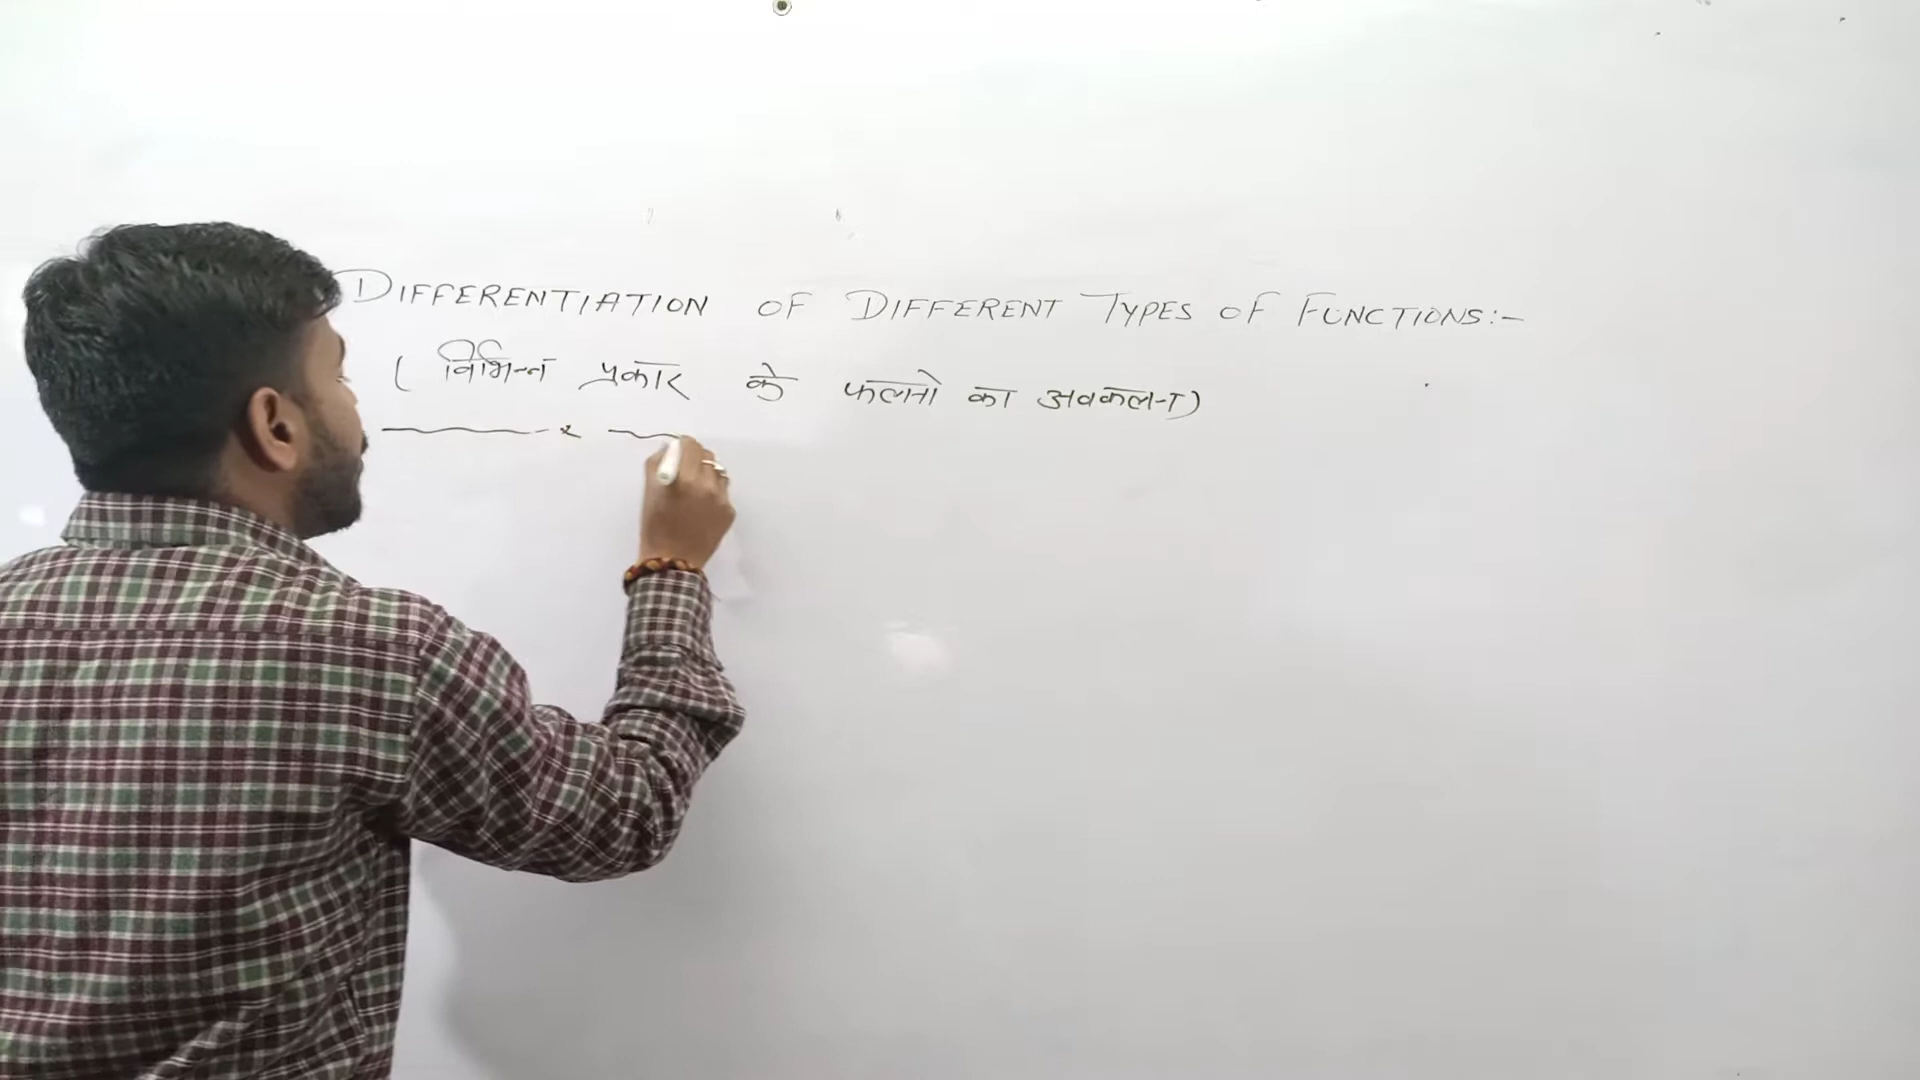 DIFFERENTIATION OF DIFFERENT TYPES OF FUNCTIONS:-
( विभिन्न प्रकार के फलनो का अवकलन)